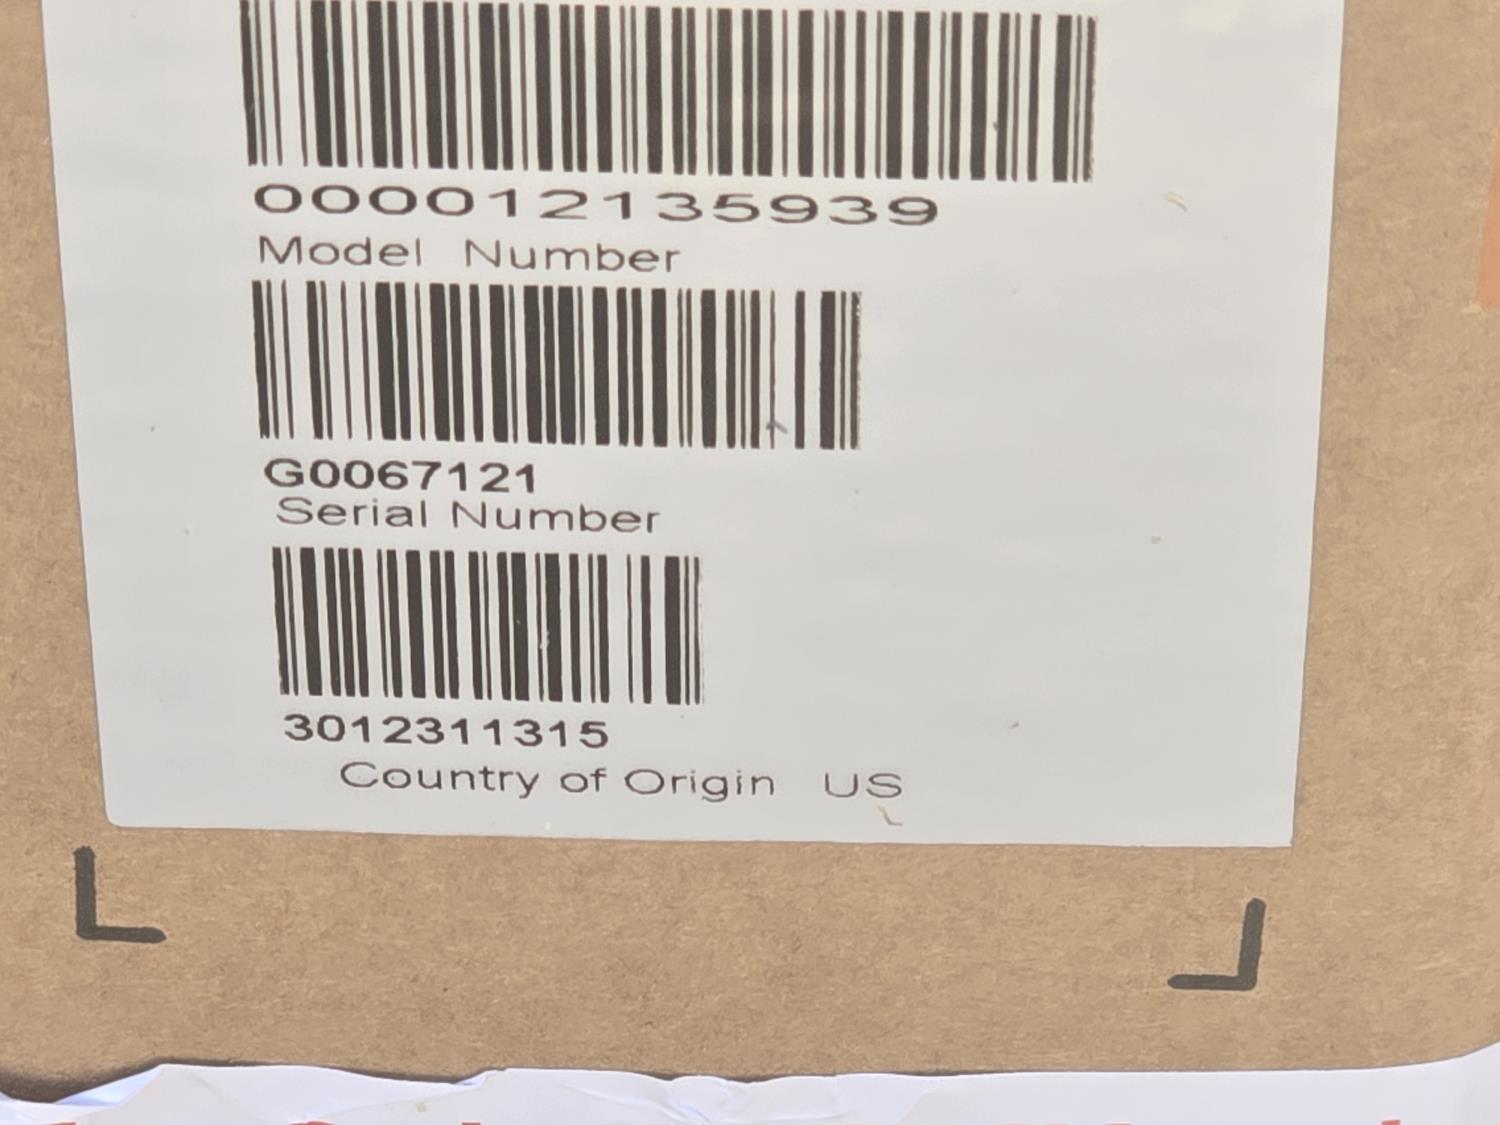 000012135939
Model Number
G0067121
Serial Number
3012311315
Country of Origin US